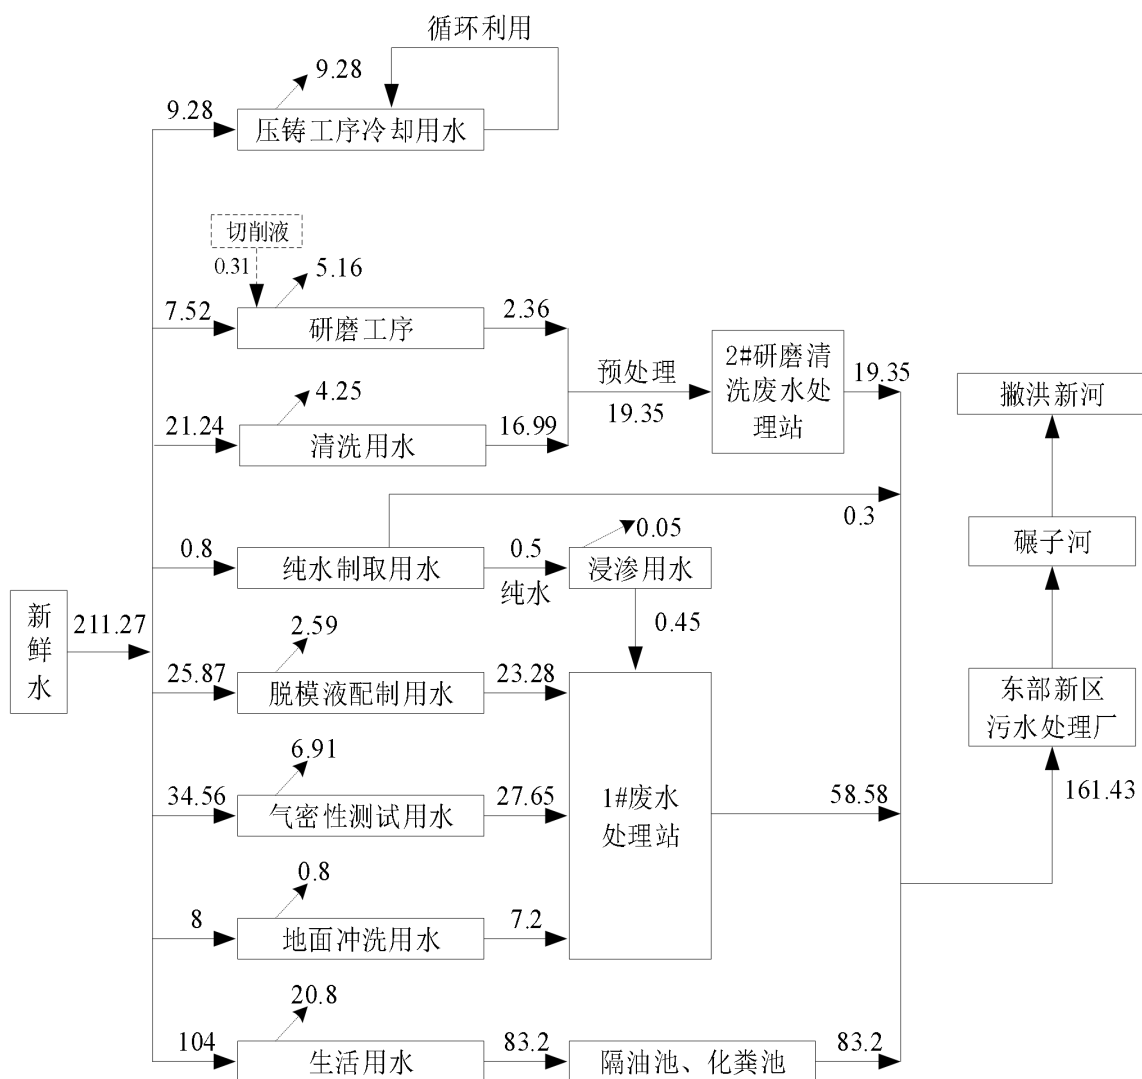 循环利用
9.28
9.28
压铸工序冷却用水
切削液
0.31
5.16
7.52
研磨工序
2.36
2#研磨清
洗废水处
理站
预处理
19.35
19.35
4.25
21.24
清洗用水
16.99
撇洪新河
0.3
0.05
0.8
纯水制取用水
0.5
纯水
浸渗用水
碾子河
0.45
新
鲜
水
211.27
2.59
25.87
脱模液配制用水
23.28
东部新区
污水处理厂
161.43
6.91
34.56
气密性测试用水
27.65
1#废水
处理站
58.58
0.8
8
地面冲洗用水
7.2
20.8
104
生活用水
83.2
隔油池、化粪池
83.2